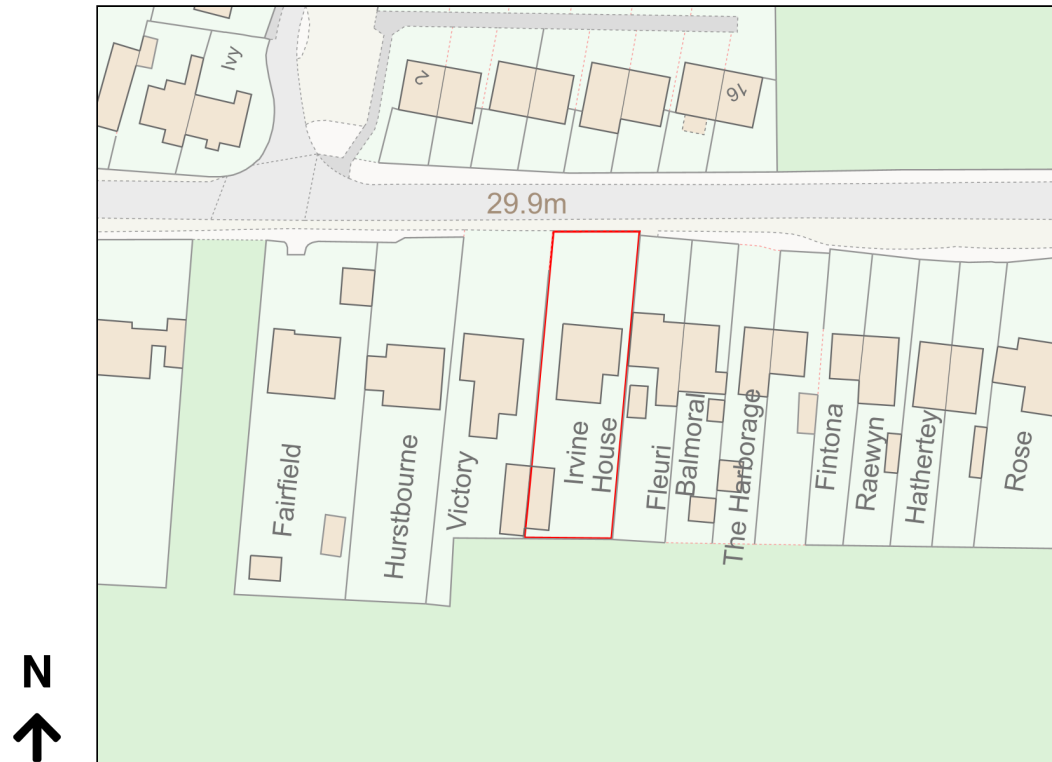 Ivy
2
16
29.9m
Fairfield
Hurstbourne
Victory
Irvine
House
Fleuri
Balmoral
The Harborage
Fintona
Raewyn
Hathertey
Rose
N